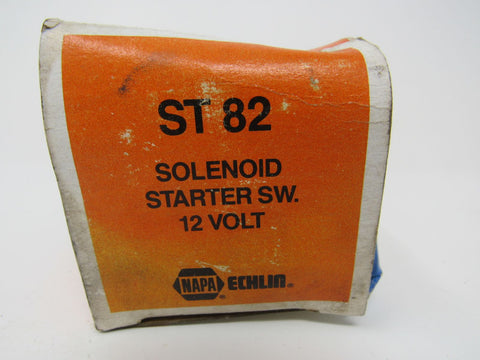 ST 82
SOLENOID
STARTER SW.
12 VOLT
NAPA® ECHLIN®